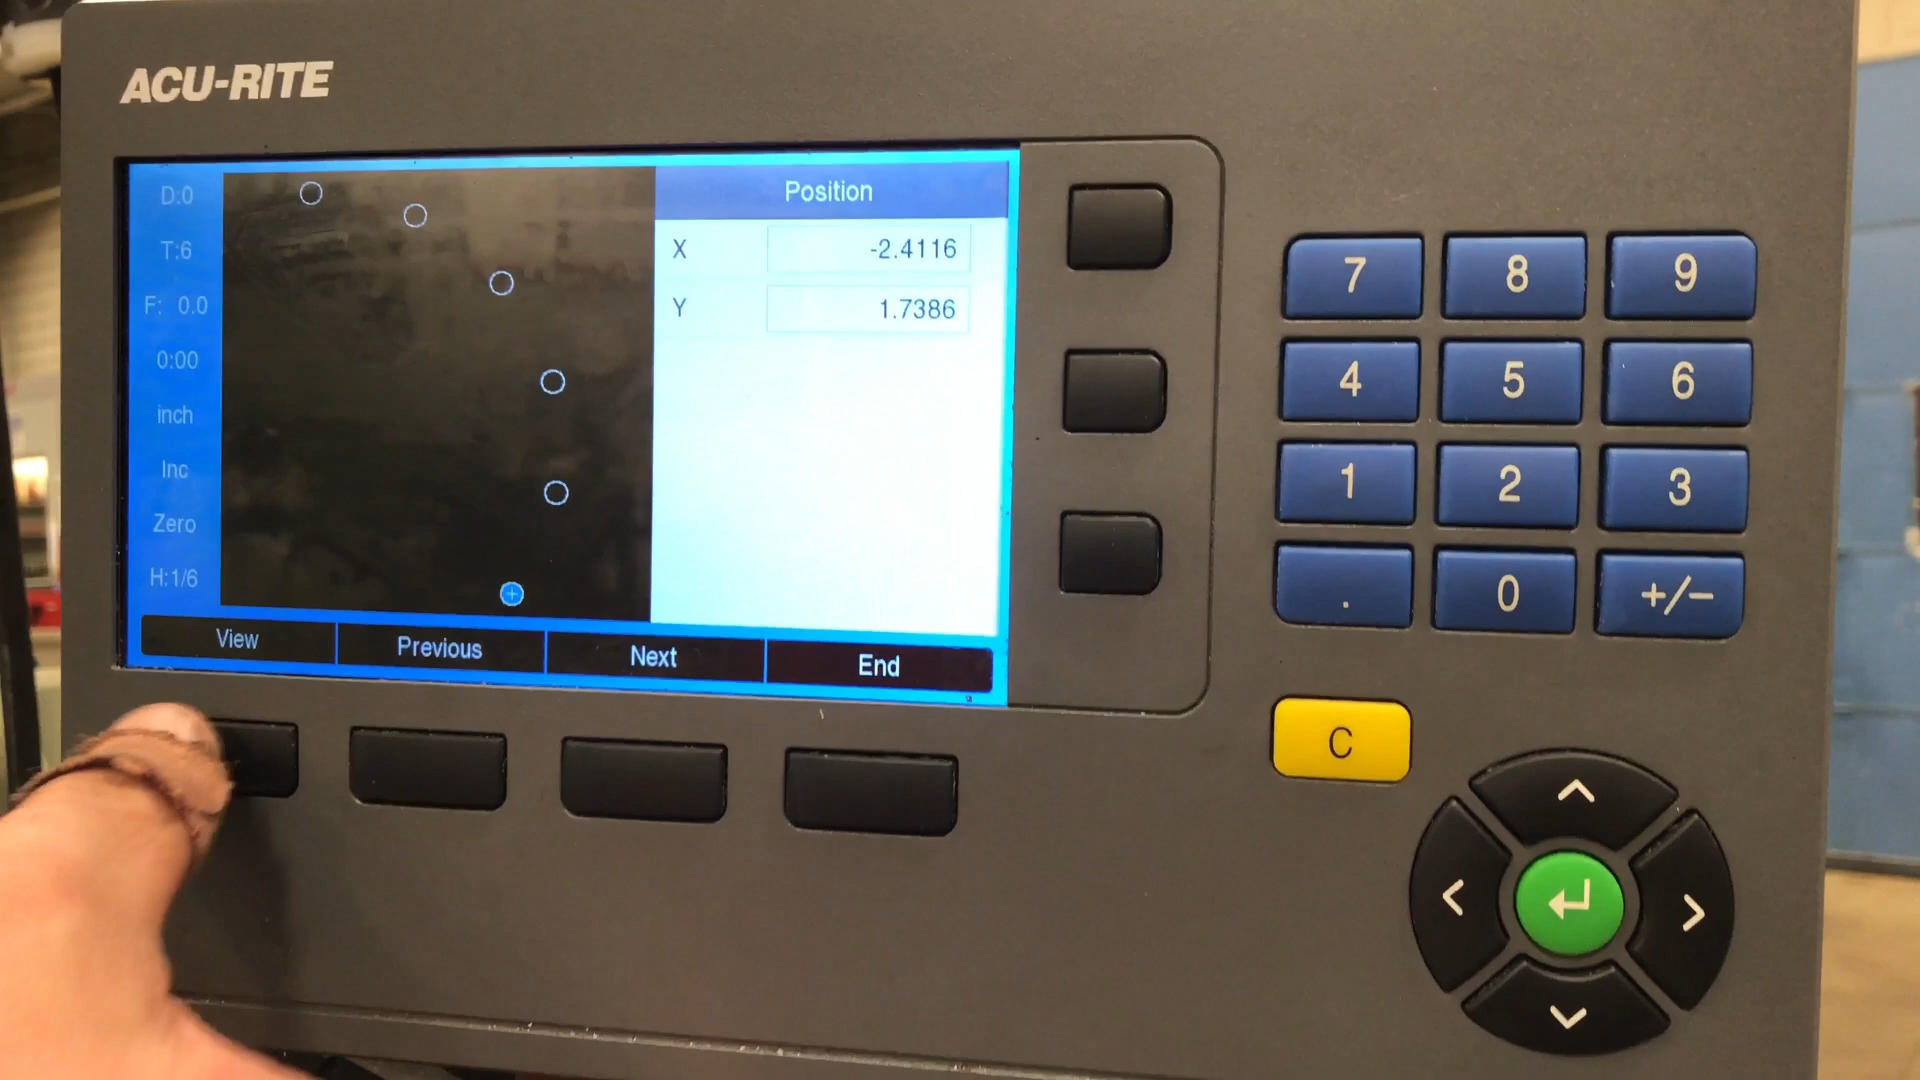 ACU-RITE
D:0
T:6
F: 0.0
0:00
inch
Inc
Zero
H:1/6
Position
X -2.4116
Y 1.7386
View Previous Next End
7 8 9
4 5 6
1 2 3
. 0 +/-
C